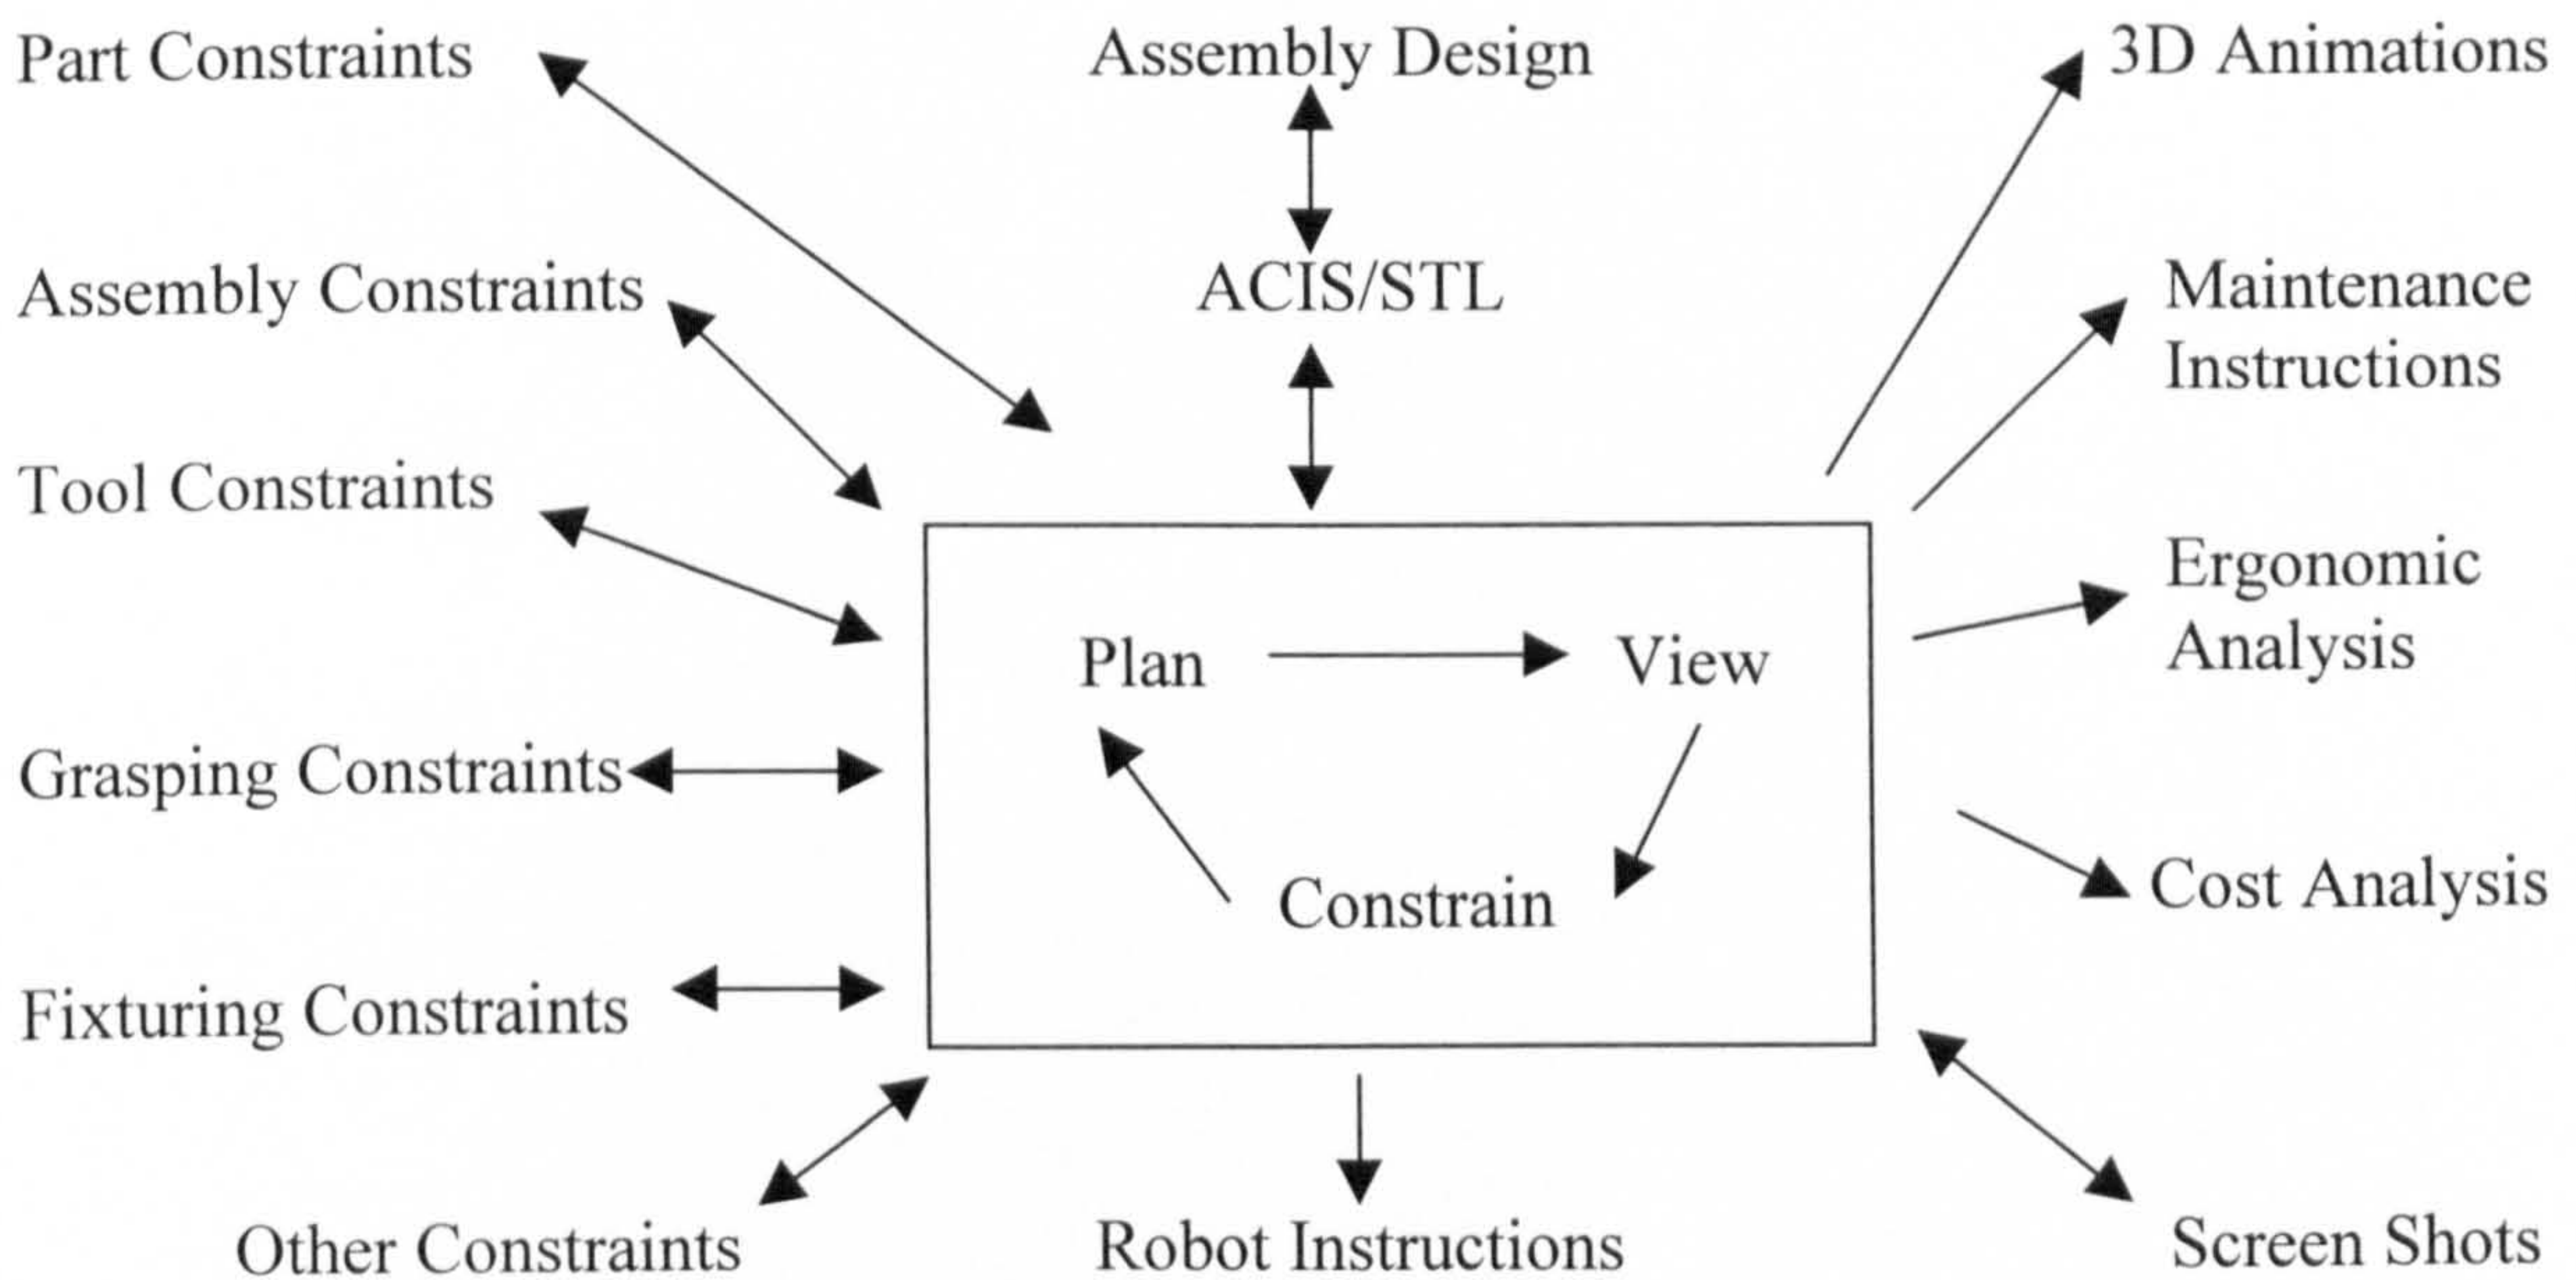 Part Constraints
Assembly Design
3D Animations
Assembly Constraints
ACIS/STL
Maintenance
Instructions
Tool Constraints
Ergonomic
Analysis
Plan
View
Grasping Constraints
Constrain
Cost Analysis
Fixturing Constraints
Other Constraints
Robot Instructions
Screen Shots